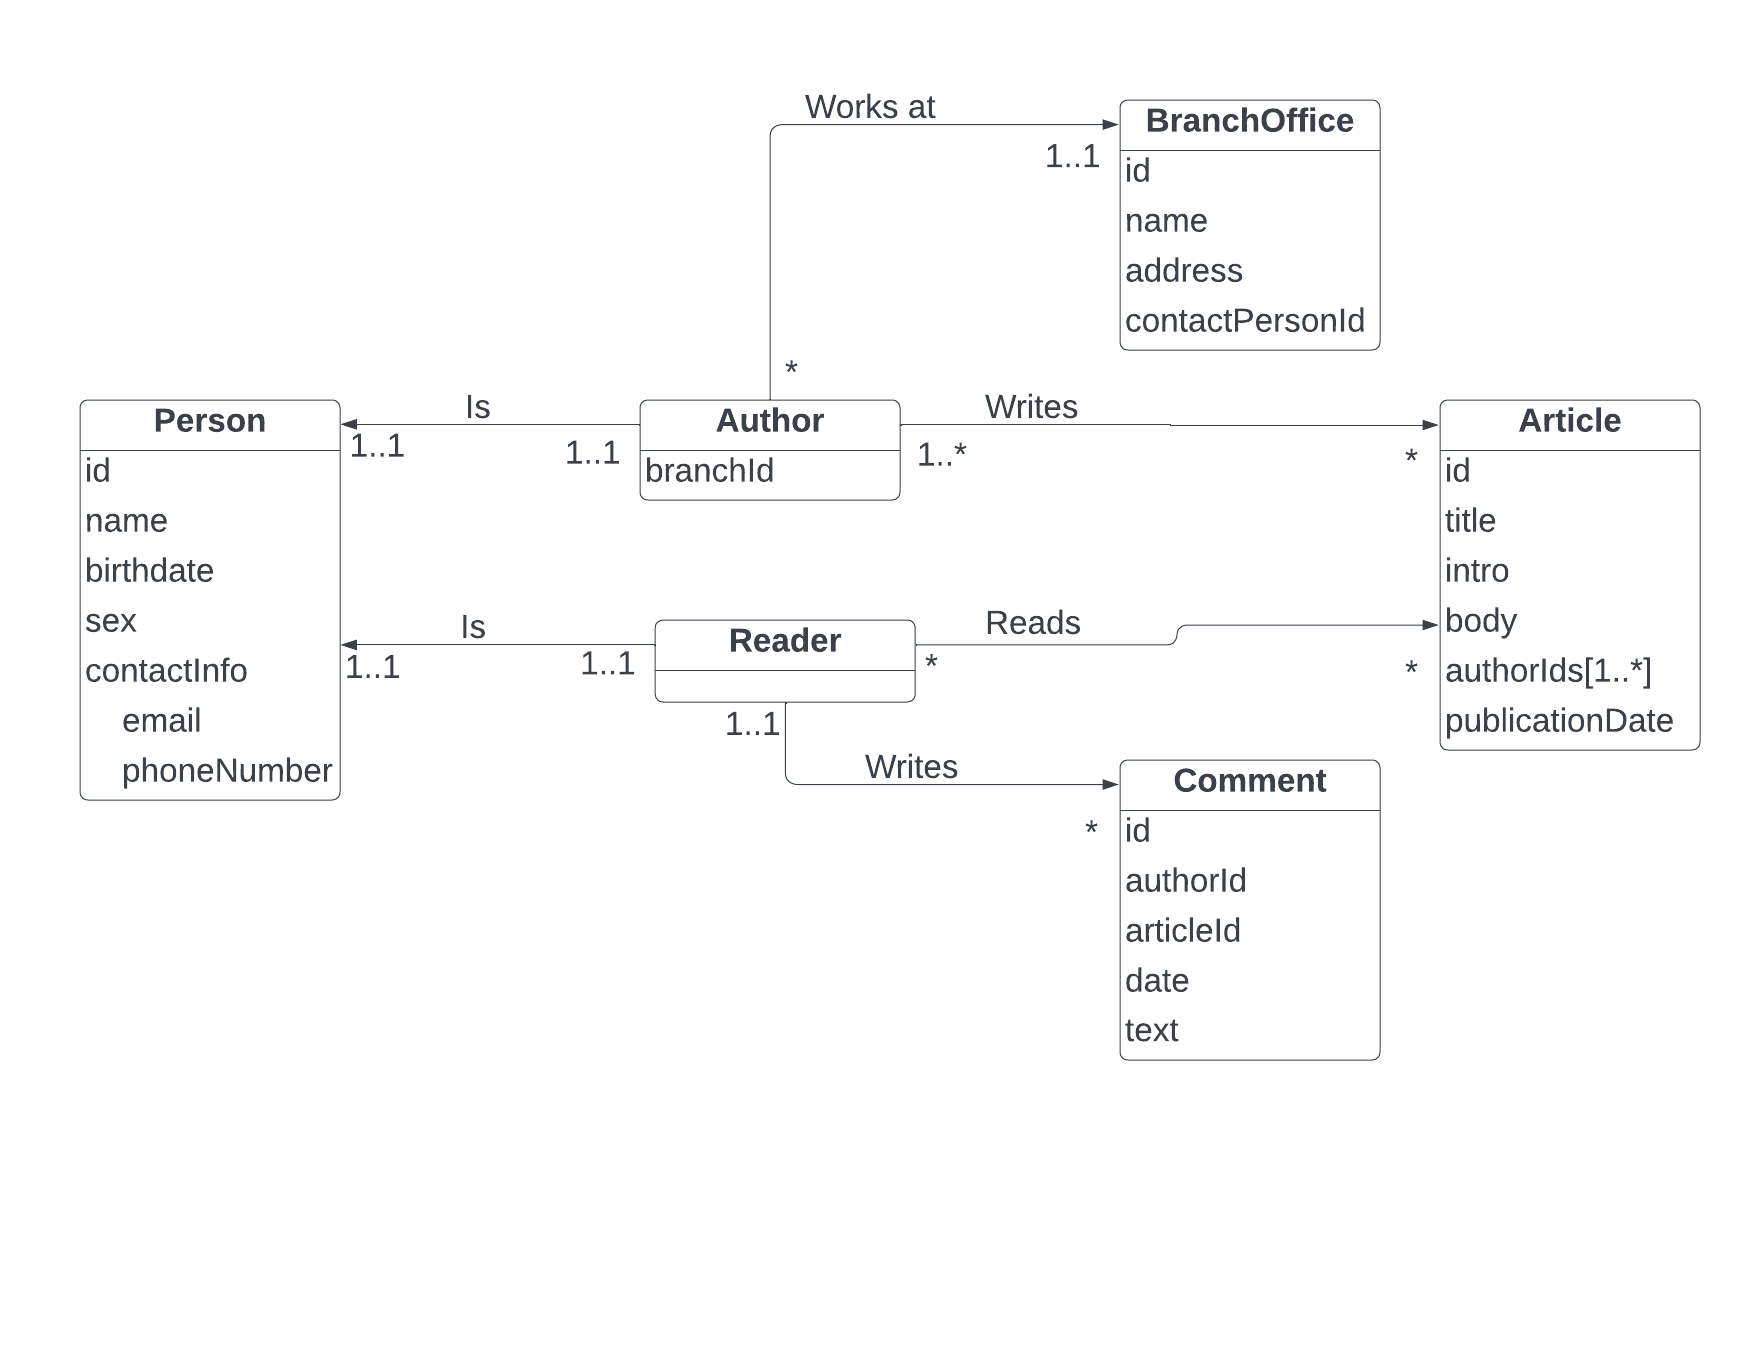 Works at
1..1
*
BranchOffice
id
name
address
contactPersonId
Is
1..1
1..1
Person
id
name
birthdate
sex
contactInfo
email
phoneNumber
Author
branchId
Writes
1..*
*
Article
id
title
intro
body
authorIds[1..*]
publicationDate
Is
1..1
1..1
Reader
Reads
*
*
1..1
Writes
*
Comment
id
authorId
articleId
date
text